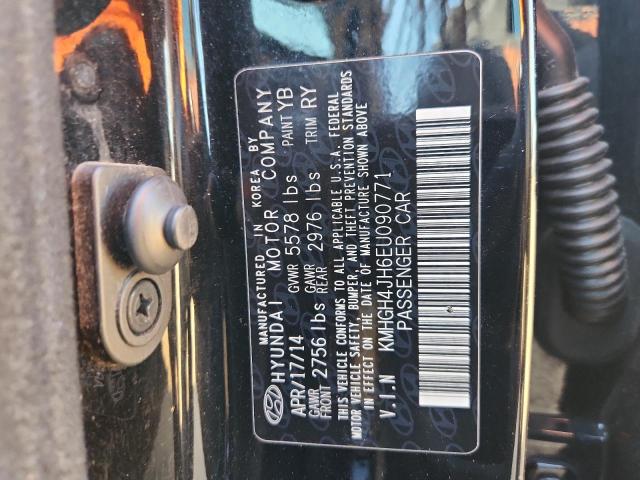 MANUFACTURED IN KOREA BY
HYUNDAI MOTOR COMPANY
APR/17/14 GVWR 5578 lbs PAINT YB
GAWR FRONT 2756 lbs GAWR REAR 2976 lbs TRIM RY
THIS VEHICLE CONFORMS TO ALL APPLICABLE U.S.A. FEDERAL
MOTOR VEHICLE SAFETY, BUMPER, AND THEFT PREVENTION STANDARDS
IN EFFECT ON THE DATE OF MANUFACTURE SHOWN ABOVE
V.I.N KMHGH4JH6EU090771
PASSENGER CAR